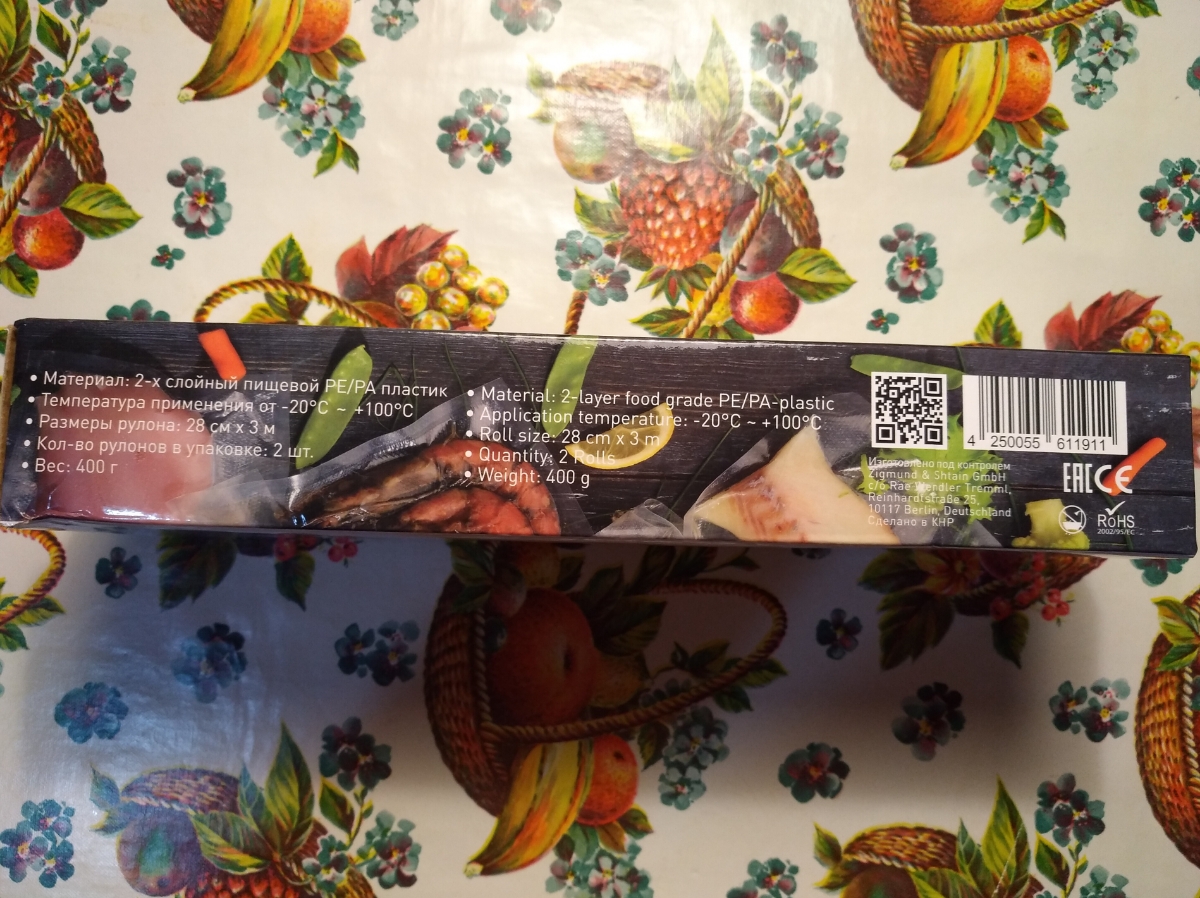 • Материал: 2-х слойный пищевой PE/PA пластик
• Температура применения от -20°C ~ +100°C
• Размеры рулона: 28 см x 3 м
• Кол-во рулонов в упаковке: 2 шт.
• Вес: 400 г
• Material: 2-layer food grade PE/PA-plastic
• Application temperature: -20°C ~ +100°C
• Roll size: 28 cm x 3 m
• Quantity: 2 Rolls
• Weight: 400 g
4 250055 611911
Изготовлено под контролем
Zigmund & Shtain GmbH
c/o Rae Wendler Tremml,
Reinhardtstraße 25,
10117 Berlin, Deutschland
Сделано в КНР
EAC CE
RoHS
2002/95/EC